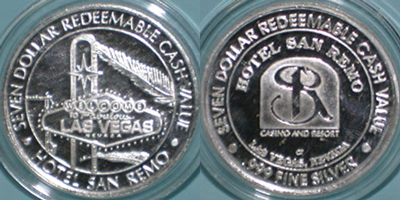 SEVEN DOLLAR REDEEMABLE CASH VALUE
WELCOME
TO Fabulous
LAS VEGAS
HOTEL SAN REMO
SEVEN DOLLAR REDEEMABLE CASH VALUE
HOTEL SAN REMO
SR
CASINO AND RESORT
LAS VEGAS, NEVADA
.999 FINE SILVER